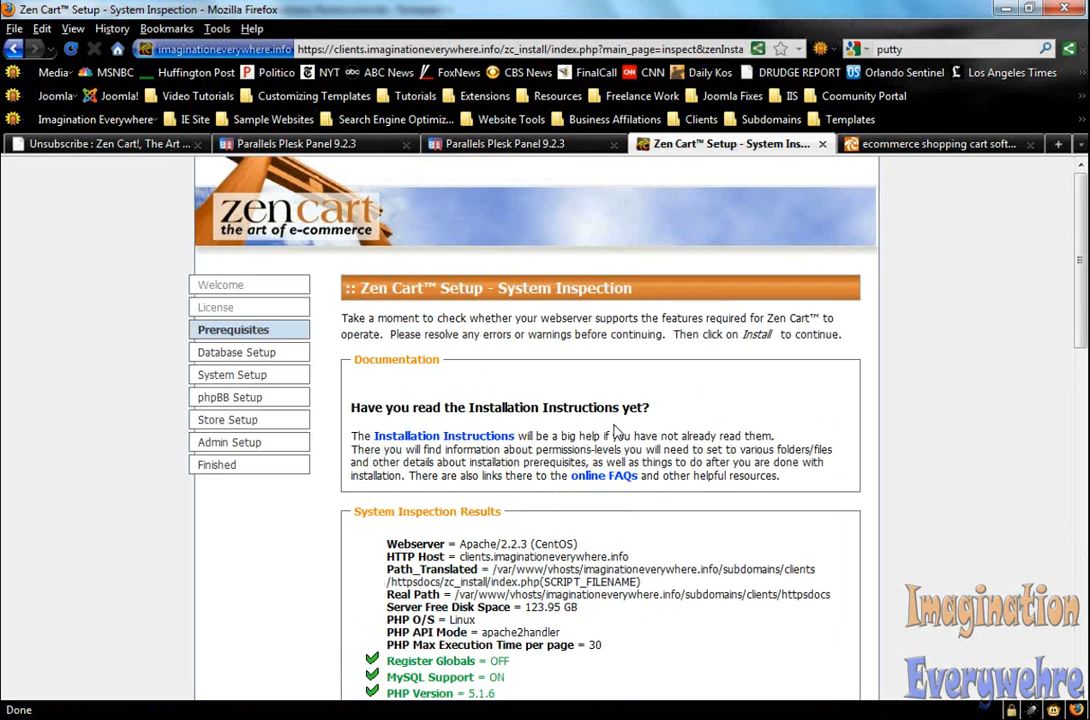 Zen Cart™ Setup - System Inspection - Mozilla Firefox
File Edit View History Bookmarks Tools Help
imaginationeverywhere.info https://clients.imaginationeverywhere.info/zc_install/index.php?main_page=inspect&zenInsta putty
Media MSNBC Huffington Post Politico NYT ABC News FoxNews CBS News FinalCall CNN Daily Kos DRUDGE REPORT Orlando Sentinel Los Angeles Times
Joomla Joomla! Video Tutorials Customizing Templates Tutorials Extensions Resources Freelance Work Joomla Fixes IIS Coomunity Portal
Imagination Everywhere IE Site Sample Websites Search Engine Optimiz... Website Tools Business Affilations Clients Subdomains Templates
Unsubscribe : Zen Cart!, The Art ... Parallels Plesk Panel 9.2.3 Parallels Plesk Panel 9.2.3 Zen Cart™ Setup - System Ins... ecommerce shopping cart soft...
zen cart
the art of e-commerce
Welcome
License
Prerequisites
Database Setup
System Setup
phpBB Setup
Store Setup
Admin Setup
Finished
:: Zen Cart™ Setup - System Inspection
Take a moment to check whether your webserver supports the features required for Zen Cart™ to
operate. Please resolve any errors or warnings before continuing. Then click on Install to continue.
Documentation
Have you read the Installation Instructions yet?
The Installation Instructions will be a big help if you have not already read them.
There you will find information about permissions-levels you will need to set to various folders/files
and other details about installation prerequisites, as well as things to do after you are done with
installation. There are also links there to the online FAQs and other helpful resources.
System Inspection Results
Webserver = Apache/2.2.3 (CentOS)
HTTP Host = clients.imaginationeverywhere.info
Path_Translated = /var/www/vhosts/imaginationeverywhere.info/subdomains/clients
/httpsdocs/zc_install/index.php(SCRIPT_FILENAME)
Real Path = /var/www/vhosts/imaginationeverywhere.info/subdomains/clients/httpsdocs
Server Free Disk Space = 123.95 GB
PHP O/S = Linux
PHP API Mode = apache2handler
PHP Max Execution Time per page = 30
Register Globals = OFF
MySQL Support = ON
PHP Version = 5.1.6
Imagination
Everywehre
Done